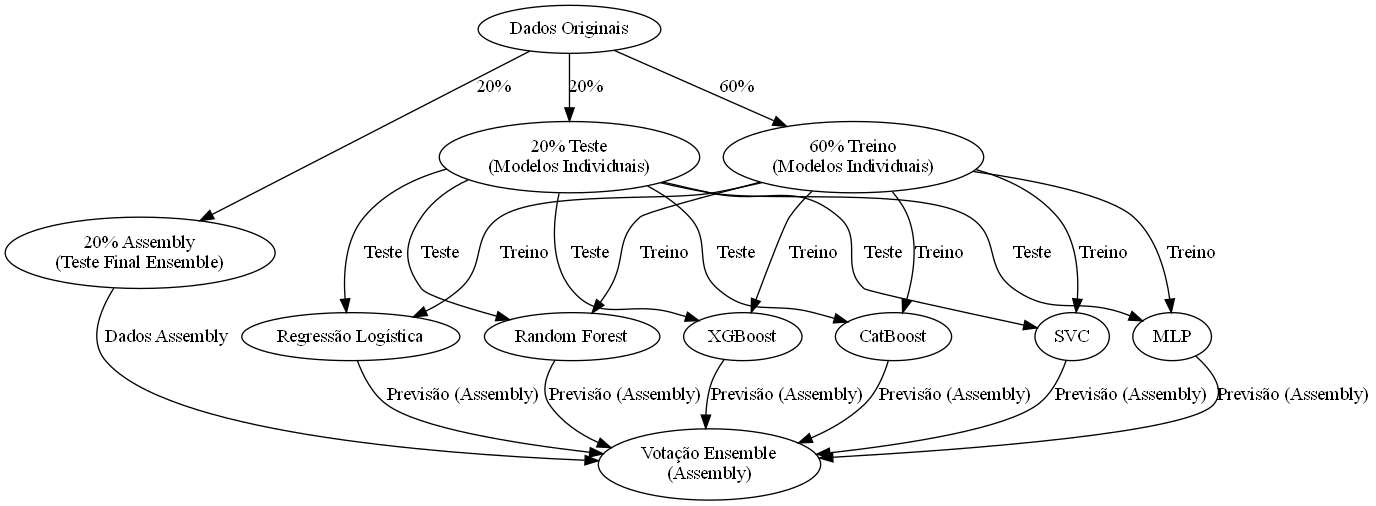 Dados Originais
20%
20%
60%
20% Teste
(Modelos Individuais)
60% Treino
(Modelos Individuais)
20% Assembly
(Teste Final Ensemble)
Teste
Teste
Treino
Teste
Treino
Teste
Treino
Teste
Treino
Teste
Treino
Treino
Dados Assembly
Regressão Logística
Random Forest
XGBoost
CatBoost
SVC
MLP
Previsão (Assembly)
Previsão (Assembly)
Previsão (Assembly)
Previsão (Assembly)
Previsão (Assembly)
Previsão (Assembly)
Votação Ensemble
(Assembly)